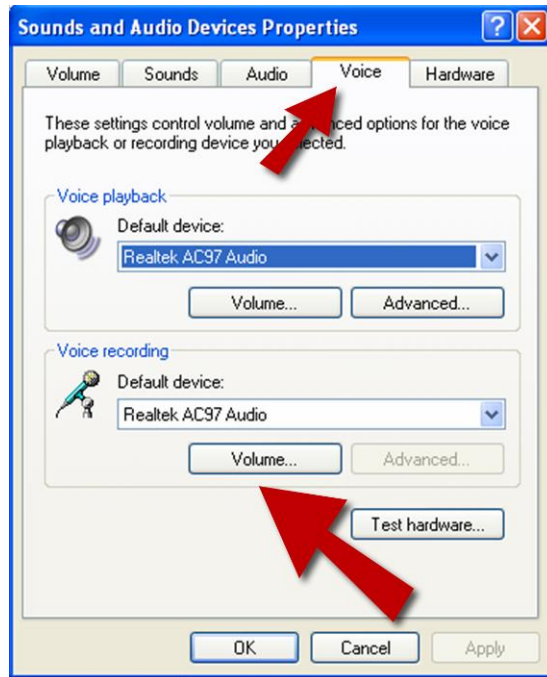 Sounds and Audio Devices Properties
?
Volume Sounds Audio Voice Hardware
These settings control volume and options for the voice
playback or recording device you
Voice playback
Default device:
Realtek AC97 Audio
Volume... Advanced...
Voice recording
Default device:
Realtek AC97 Audio
Volume... Advanced...
Test hardware...
OK Cancel Apply